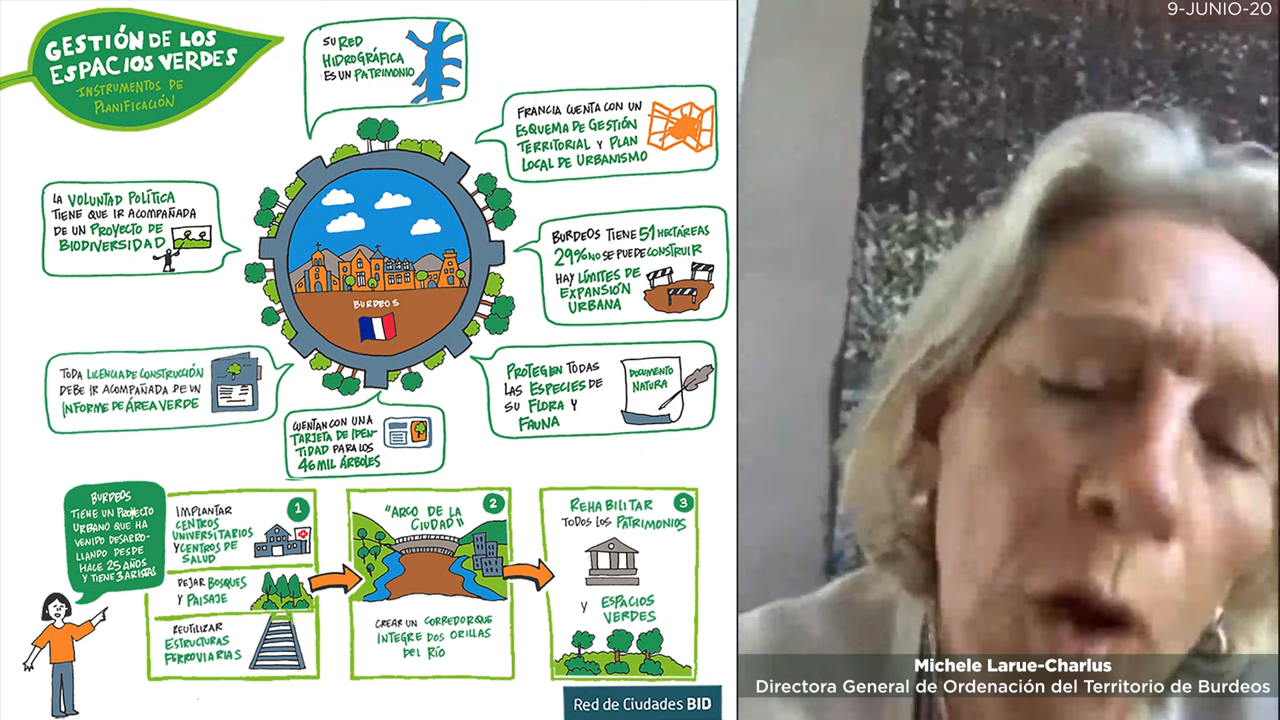 GESTIÓN DE LOS
ESPACIOS VERDES
INSTRUMENTOS DE
PLANIFICACIÓN
SU RED
HIDROGRÁFICA
ES UN PATRIMONIO
FRANCIA CUENTA CON UN
ESQUEMA DE GESTIÓN
TERRITORIAL Y PLAN
LOCAL DE URBANISMO
LA VOLUNTAD POLÍTICA
TIENE QUE IR ACOMPAÑADA
DE UN PROYECTO DE
BIODIVERSIDAD
BURDEOS TIENE 51 HECTÁREAS
29% NO SE PUEDE CONSTRUIR
HAY LÍMITES DE
EXPANSIÓN
URBANA
BURDEOS
TODA LICENCIA DE CONSTRUCCIÓN
DEBE IR ACOMPAÑADA DE UN
INFORME DE ÁREA VERDE
PROTEGEN TODAS
LAS ESPECIES DE
SU FLORA Y
FAUNA
DOCUMENTO
NATURA
CUENTAN CON UNA
TARJETA DE IDEN-
TIDAD PARA LOS
46 MIL ÁRBOLES
BURDEOS
TIENE UN PROYECTO
URBANO QUE HA
VENIDO DESARRO-
LLANDO DESDE
HACE 25 AÑOS
Y TIENE 3 ARISTAS
1
IMPLANTAR
CENTROS
UNIVERSITARIOS
Y CENTROS DE
SALUD
DEJAR BOSQUES
Y PAISAJE
REUTILIZAR
ESTRUCTURAS
FERROVIARIAS
2
"ARCO DE LA
CIUDAD"
CREAR UN CORREDOR QUE
INTEGRE DOS ORILLAS
DEL RÍO
3
REHABILITAR
TODOS LOS PATRIMONIOS
Y ESPACIOS
VERDES
Red de Ciudades BID
9-JUNIO-20
Michele Larue-Charlus
Directora General de Ordenación del Territorio de Burdeos